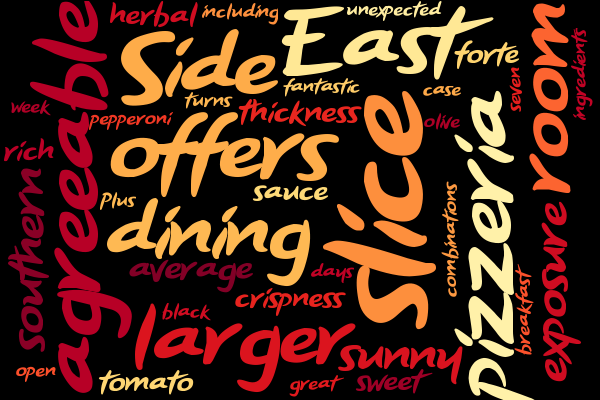 herbal
including
unexpected
East
Side
forte
agreeable
room
ingredients
fantastic
case
seven
turns
week
pepperoni
thickness
olive
slice
pizzeria
offers
rich
southern
Plus
sauce
combinations
exposure
dining
average
days
breakfast
crispness
black
larger
sunny
open
tomato
great
sweet